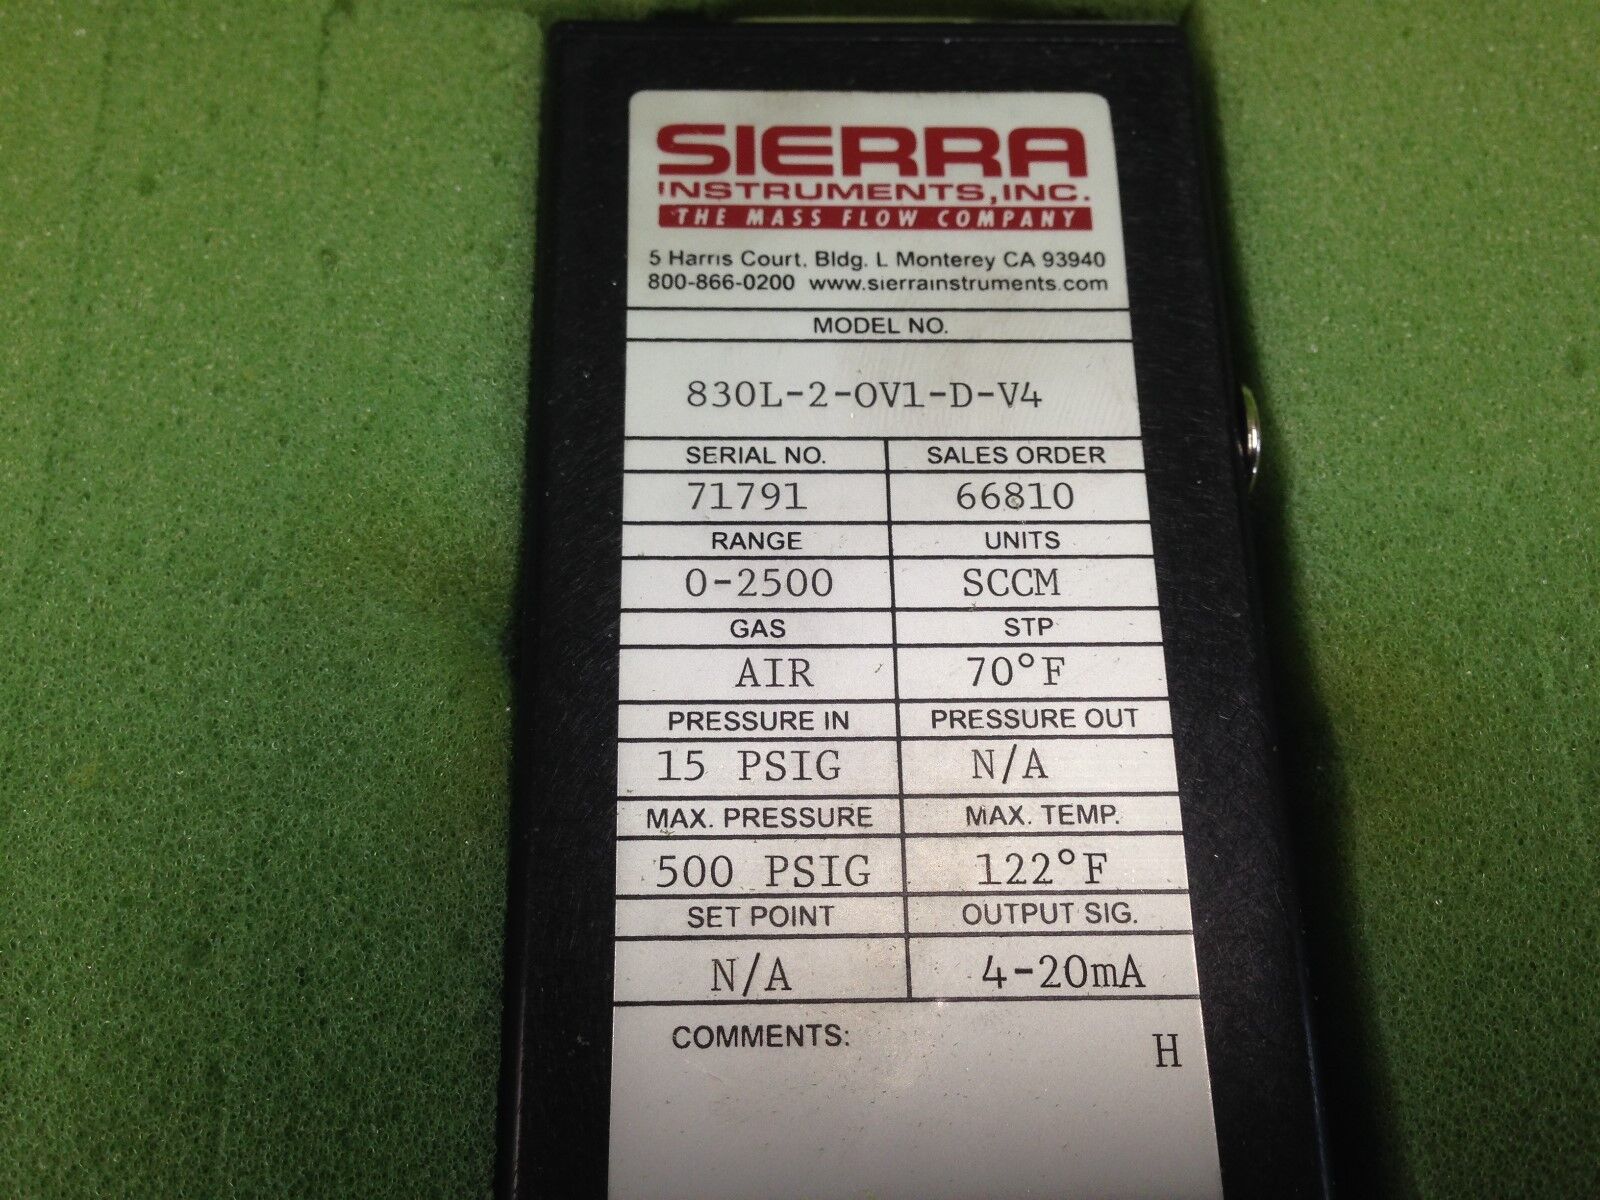 SIERRA
INSTRUMENTS, INC.
THE MASS FLOW COMPANY
5 Harris Court, Bldg. L Monterey CA 93940
800-866-0200 www.sierrainstruments.com
MODEL NO.
830L-2-OV1-D-V4
SERIAL NO. SALES ORDER
71791 66810
RANGE UNITS
0-2500 SCCM
GAS STP
AIR 70°F
PRESSURE IN PRESSURE OUT
15 PSIG N/A
MAX. PRESSURE MAX. TEMP.
500 PSIG 122°F
SET POINT OUTPUT SIG.
N/A 4-20mA
COMMENTS: H